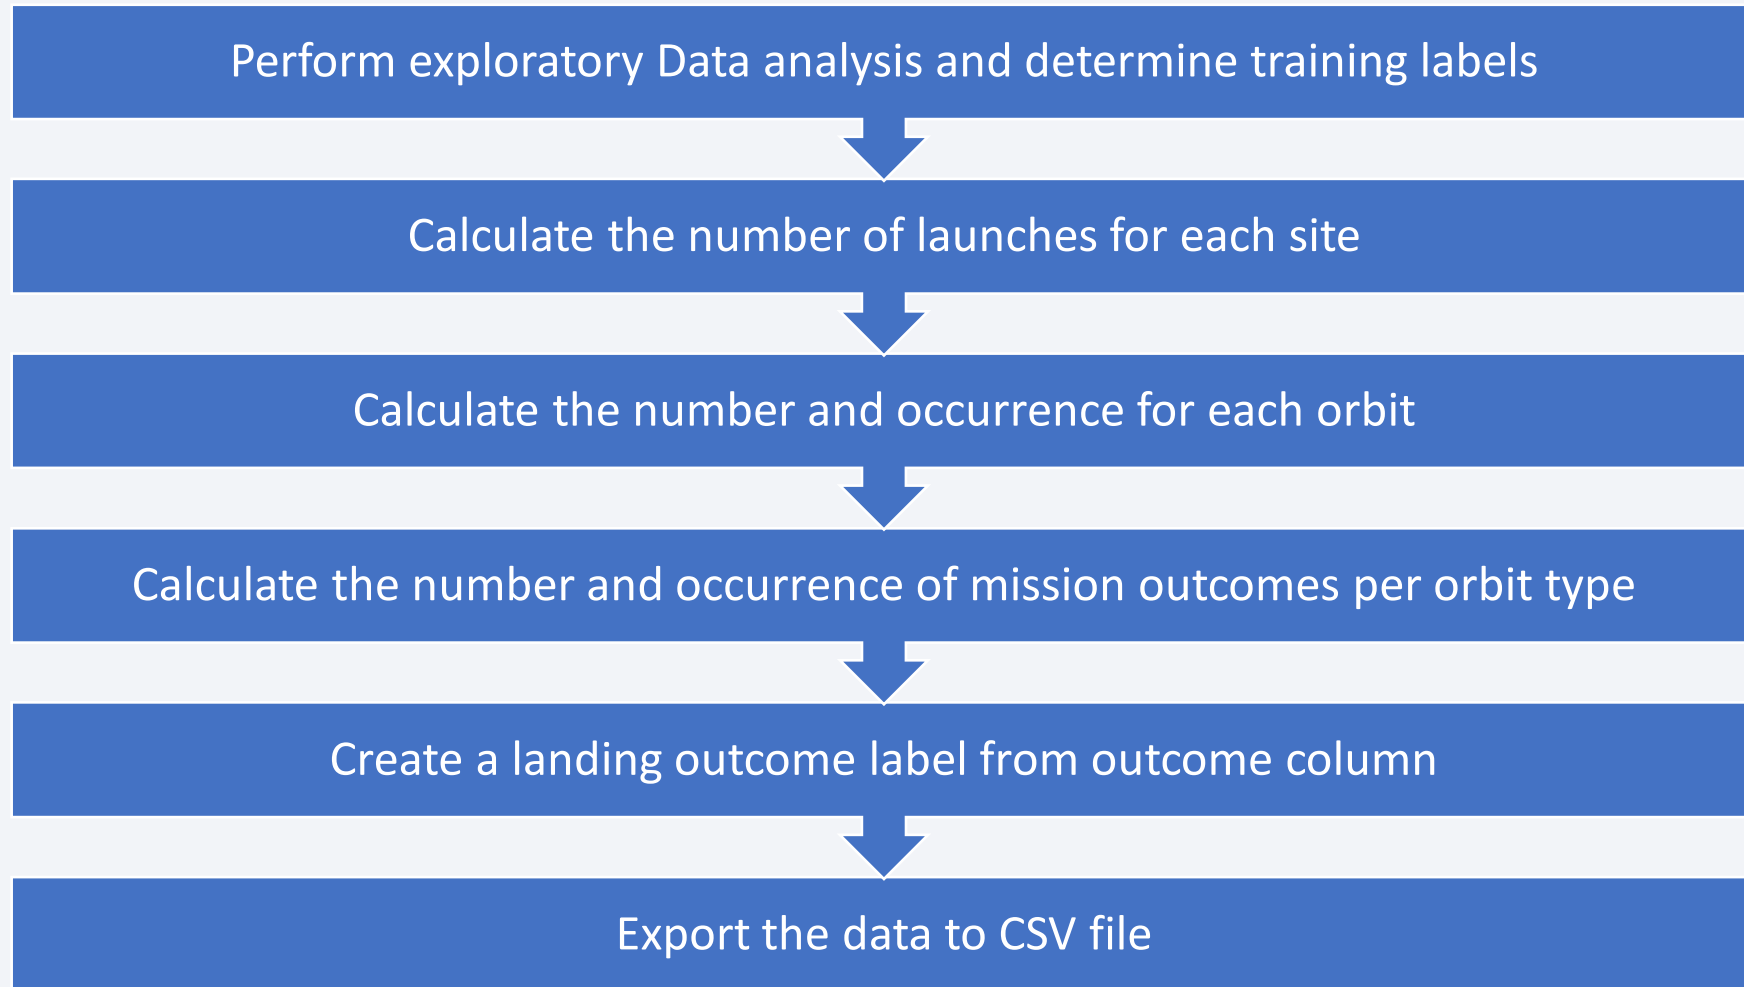 Perform exploratory Data analysis and determine training labels
Calculate the number of launches for each site
Calculate the number and occurrence for each orbit
Calculate the number and occurrence of mission outcomes per orbit type
Create a landing outcome label from outcome column
Export the data to CSV file